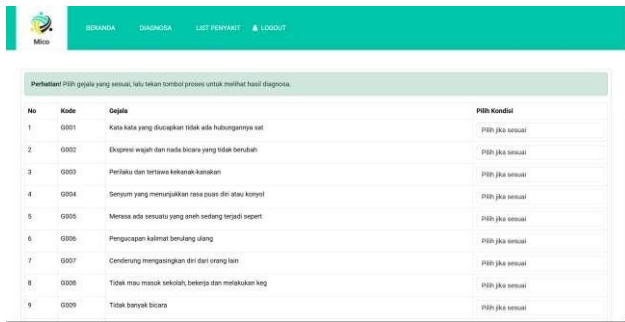 Mico
BERANDA DIAGNOSA LIST PENYAKIT LOGOUT
Perhatian! Pilih gejala yang sesuai, lalu tekan tombol proses untuk melihat hasil diagnosa.
No Kode Gejala Pilih Kondisi
1 G001 Kata kata yang diucapkan tidak ada hubungannya sat Pilih jika sesuai
2 G002 Ekspresi wajah dan nada bicara yang tidak berubah Pilih jika sesuai
3 G003 Perilaku dan tertawa kekanak-kanakan Pilih jika sesuai
4 G004 Senyum yang menunjukkan rasa puas diri atau konyol Pilih jika sesuai
5 G005 Merasa ada sesuatu yang aneh sedang terjadi sepert Pilih jika sesuai
6 G006 Pengucapan kalimat berulang ulang Pilih jika sesuai
7 G007 Cenderung mengasingkan diri dari orang lain Pilih jika sesuai
8 G008 Tidak mau masuk sekolah, bekerja dan melakukan keg Pilih jika sesuai
9 G009 Tidak banyak bicara Pilih jika sesuai